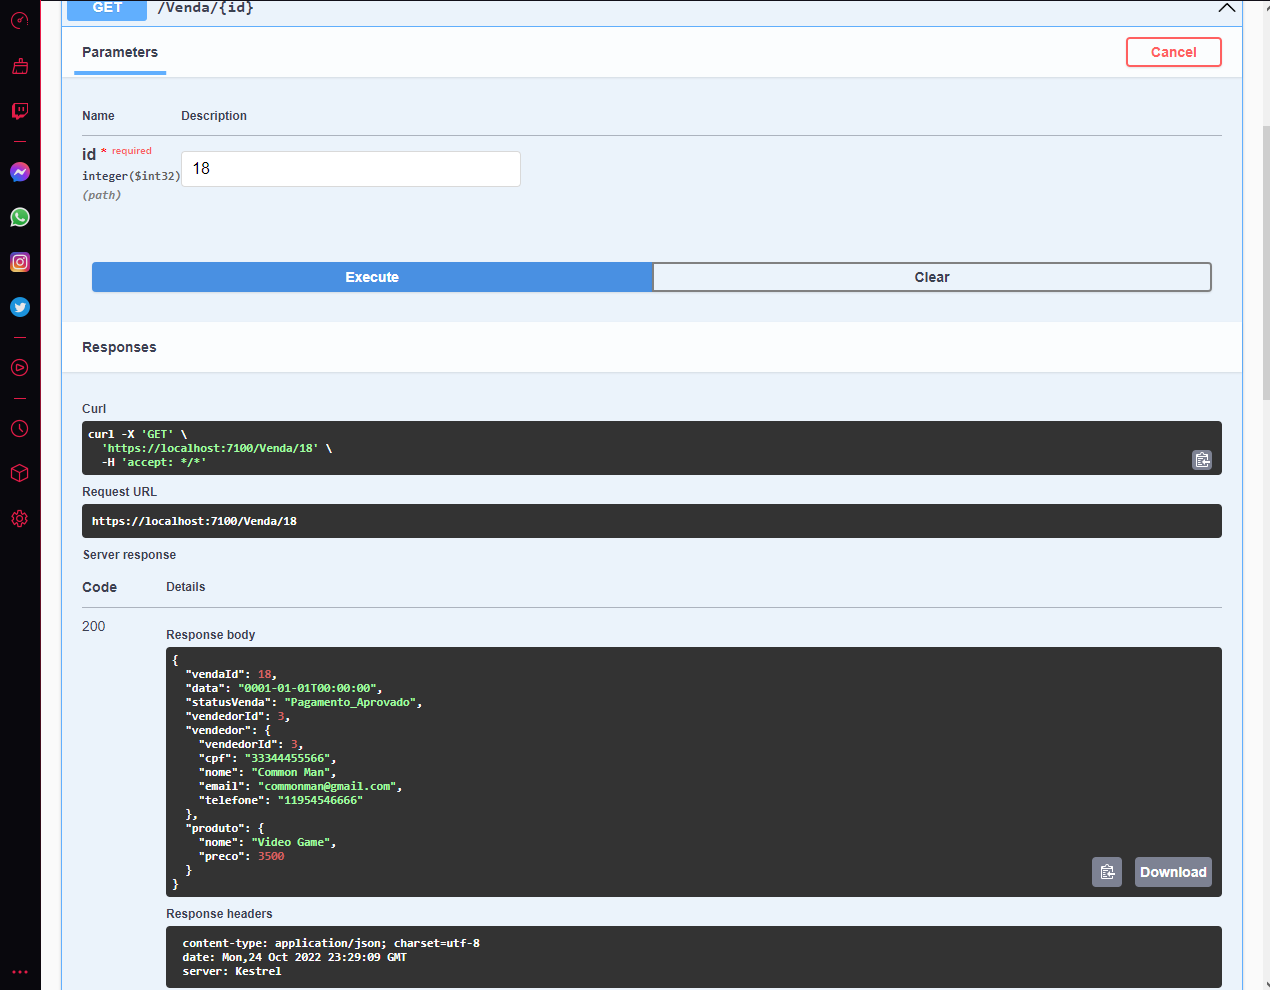 GET /Venda/{id}
Parameters
Cancel
Name Description
id * required
integer($int32)
(path)
18
Execute Clear
Responses
Curl
curl -X 'GET' \
  'https://localhost:7100/Venda/18' \
  -H 'accept: */*'
Request URL
https://localhost:7100/Venda/18
Server response
Code Details
200
Response body
{
  "vendaId": 18,
  "data": "0001-01-01T00:00:00",
  "statusVenda": "Pagamento_Aprovado",
  "vendedorId": 3,
  "vendedor": {
    "vendedorId": 3,
    "cpf": "33344455566",
    "nome": "Common Man",
    "email": "commonman@gmail.com",
    "telefone": "11954546666"
  },
  "produto": {
    "nome": "Video Game",
    "preco": 3500
  }
}
Download
Response headers
content-type: application/json; charset=utf-8
date: Mon,24 Oct 2022 23:29:09 GMT
server: Kestrel